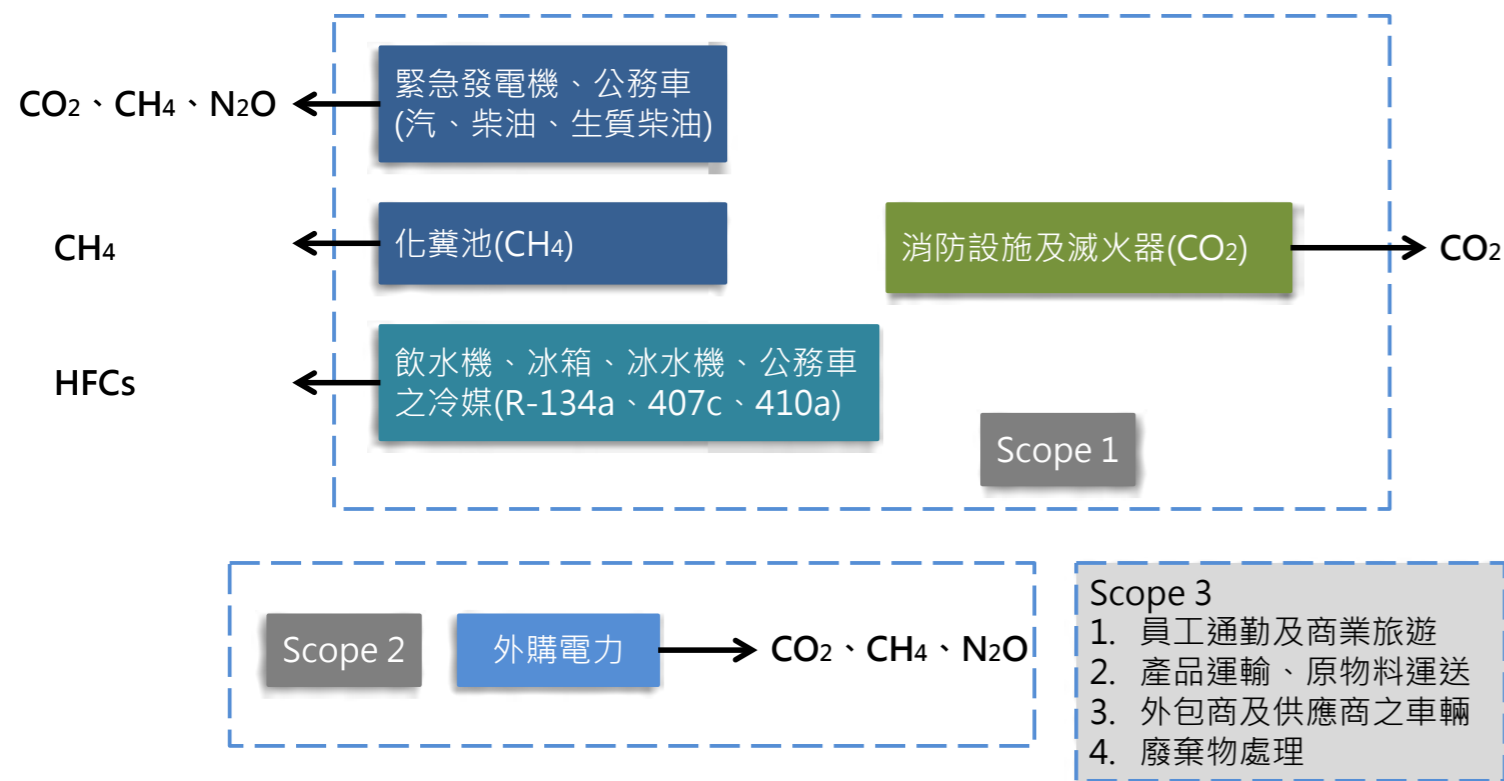 緊急發電機、公務車
CO2、CH4、N2O
(汽、柴油、生質柴油)
CH4
化糞池(CH4)
消防設施及滅火器(CO2)
CO2
飲水機、冰箱、冰水機、公務車
HFCs
之冷媒(R-134a、407c、410a)
Scope 1
Scope 2
外購電力
CO2、CH4、N2O
Scope 3
1. 員工通勤及商業旅遊
2. 產品運輸、原物料運送
3. 外包商及供應商之車輛
4. 廢棄物處理